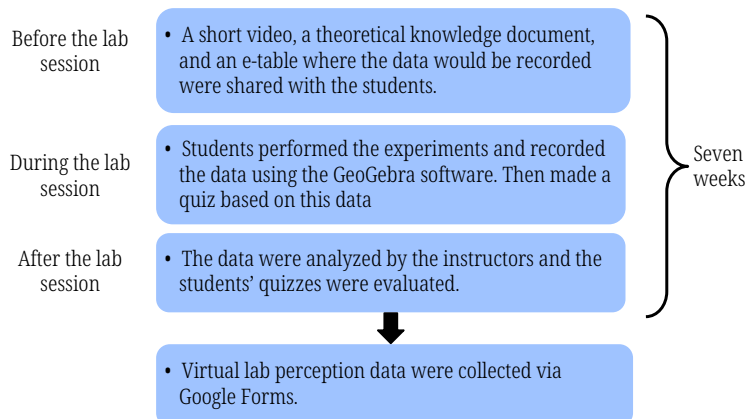 Before the lab
session
• A short video, a theoretical knowledge document,
and an e-table where the data would be recorded
were shared with the students.
During the lab
session
• Students performed the experiments and recorded
the data using the GeoGebra software. Then made a
quiz based on this data
After the lab
session
• The data were analyzed by the instructors and the
students’ quizzes were evaluated.
Seven
weeks
• Virtual lab perception data were collected via
Google Forms.